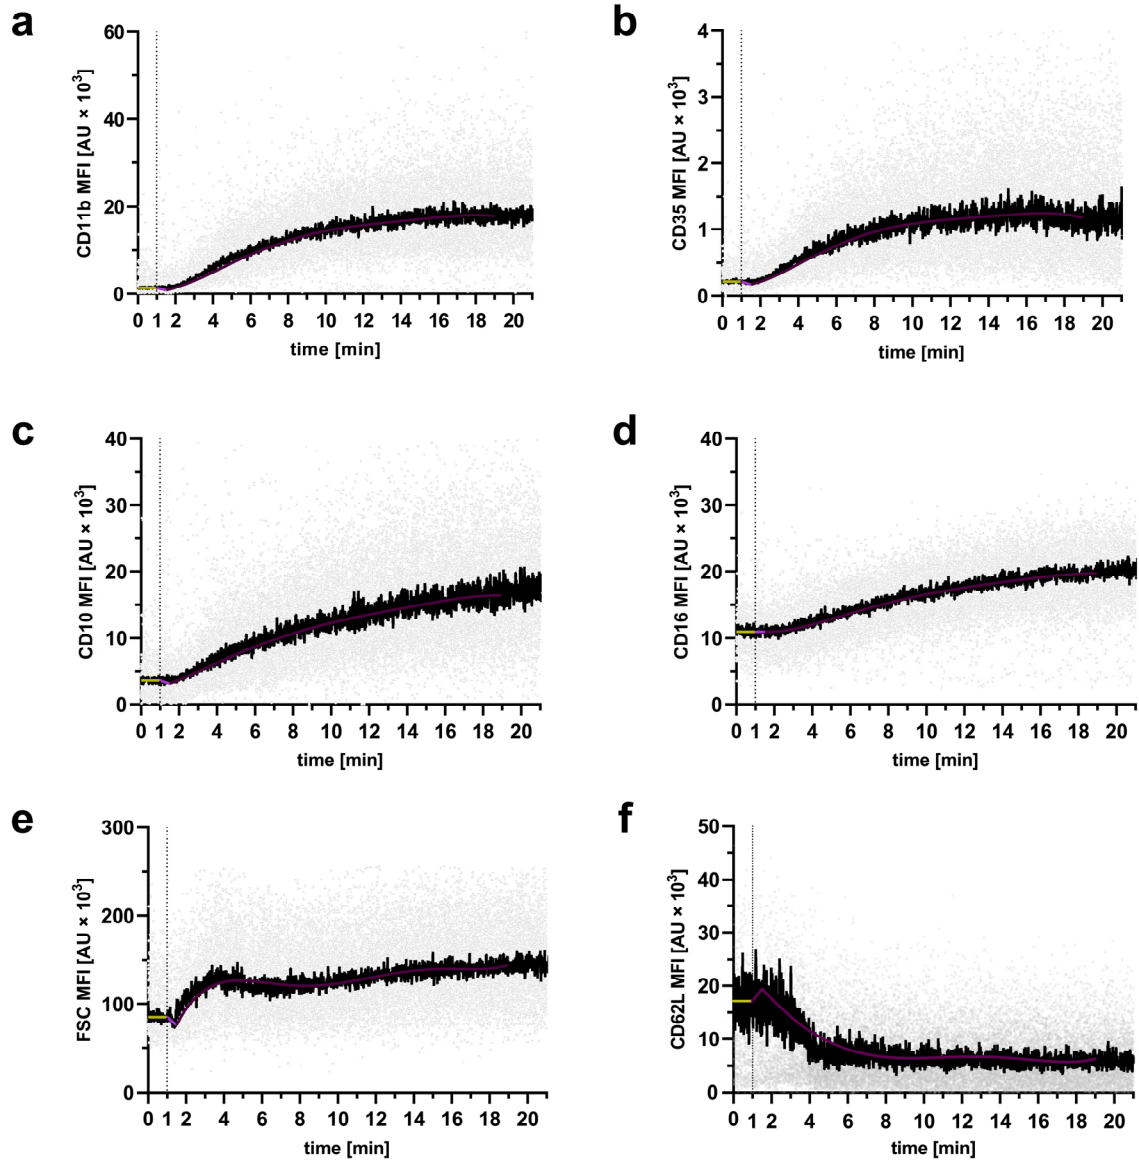 a
60
40
20
0
CD11b MFI [AU × 10³]
0 1 2 4 6 8 10 12 14 16 18 20
time [min]
b
4
3
2
1
0
CD35 MFI [AU × 10³]
0 1 2 4 6 8 10 12 14 16 18 20
time [min]
c
40
30
20
10
0
CD10 MFI [AU × 10³]
0 1 2 4 6 8 10 12 14 16 18 20
time [min]
d
40
30
20
10
0
CD16 MFI [AU × 10³]
0 1 2 4 6 8 10 12 14 16 18 20
time [min]
e
300
200
100
0
FSC MFI [AU × 10³]
0 1 2 4 6 8 10 12 14 16 18 20
time [min]
f
50
40
30
20
10
0
CD62L MFI [AU × 10³]
0 1 2 4 6 8 10 12 14 16 18 20
time [min]